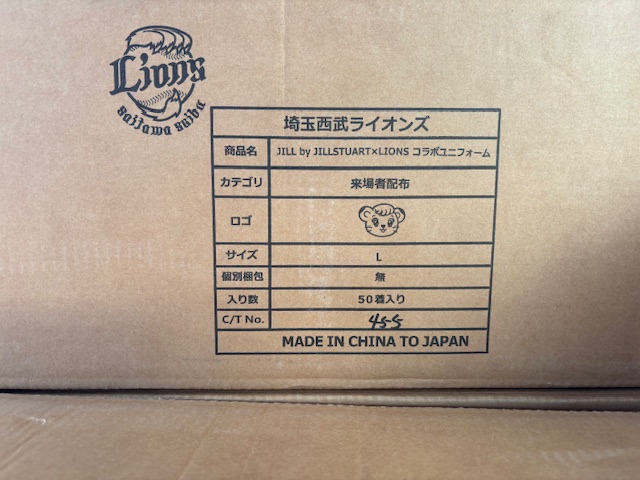 Lions
saitama seibu
埼玉西武ライオンズ
商品名 JILL by JILLSTUART×LIONS コラボユニフォーム
カテゴリ 来場者配布
ロゴ
サイズ L
個別梱包 無
入り数 50着入り
C/T No. 455
MADE IN CHINA TO JAPAN